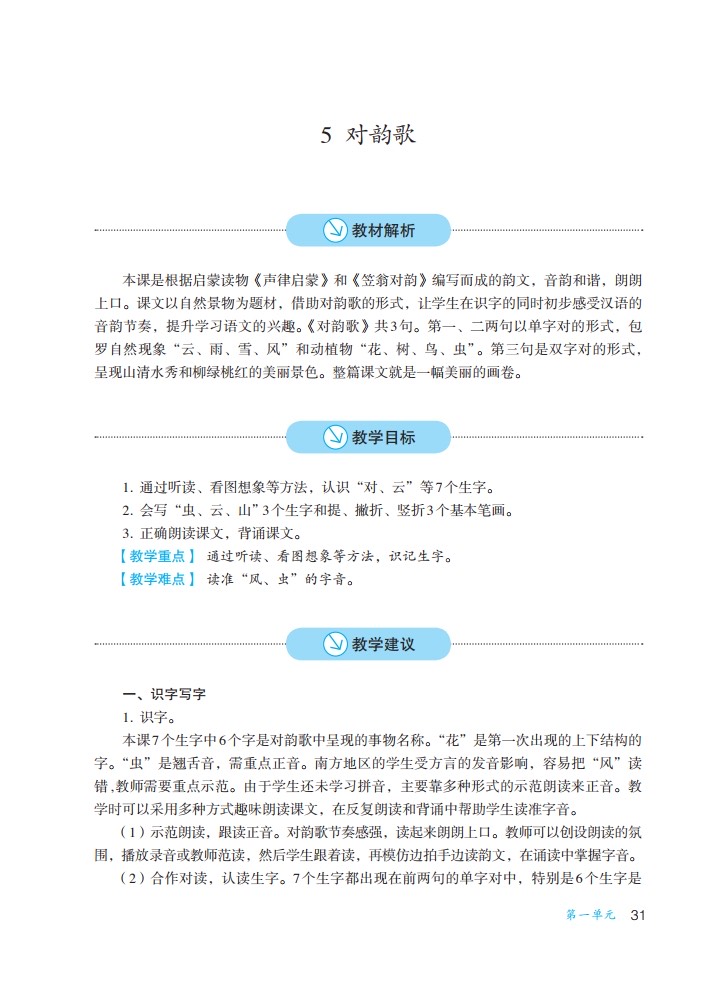 5 对韵歌
教材解析
本课是根据启蒙读物《声律启蒙》和《笠翁对韵》编写而成的韵文，音韵和谐，朗朗
上口。课文以自然景物为题材，借助对韵歌的形式，让学生在识字的同时初步感受汉语的
音韵节奏，提升学习语文的兴趣。《对韵歌》共3句。第一、二两句以单字对的形式，包
罗自然现象“云、雨、雪、风”和动植物“花、树、鸟、虫”。第三句是双字对的形式，
呈现山清水秀和柳绿桃红的美丽景色。整篇课文就是一幅美丽的画卷。
教学目标
1. 通过听读、看图想象等方法，认识“对、云”等7个生字。
2. 会写“虫、云、山”3个生字和提、撇折、竖折3个基本笔画。
3. 正确朗读课文，背诵课文。
【教学重点】 通过听读、看图想象等方法，识记生字。
【教学难点】 读准“风、虫”的字音。
教学建议
一、识字写字
1. 识字。
本课7个生字中6个字是对韵歌中呈现的事物名称。“花”是第一次出现的上下结构的
字。“虫”是翘舌音，需重点正音。南方地区的学生受方言的发音影响，容易把“风”读
错，教师需要重点示范。由于学生还未学习拼音，主要靠多种形式的示范朗读来正音。教
学时可以采用多种方式趣味朗读课文，在反复朗读和背诵中帮助学生读准字音。
（1）示范朗读，跟读正音。对韵歌节奏感强，读起来朗朗上口。教师可以创设朗读的氛
围，播放录音或教师范读，然后学生跟着读，再模仿边拍手边读韵文，在诵读中掌握字音。
（2）合作对读，认读生字。7个生字都出现在前两句的单字对中，特别是6个生字是
第一单元 31